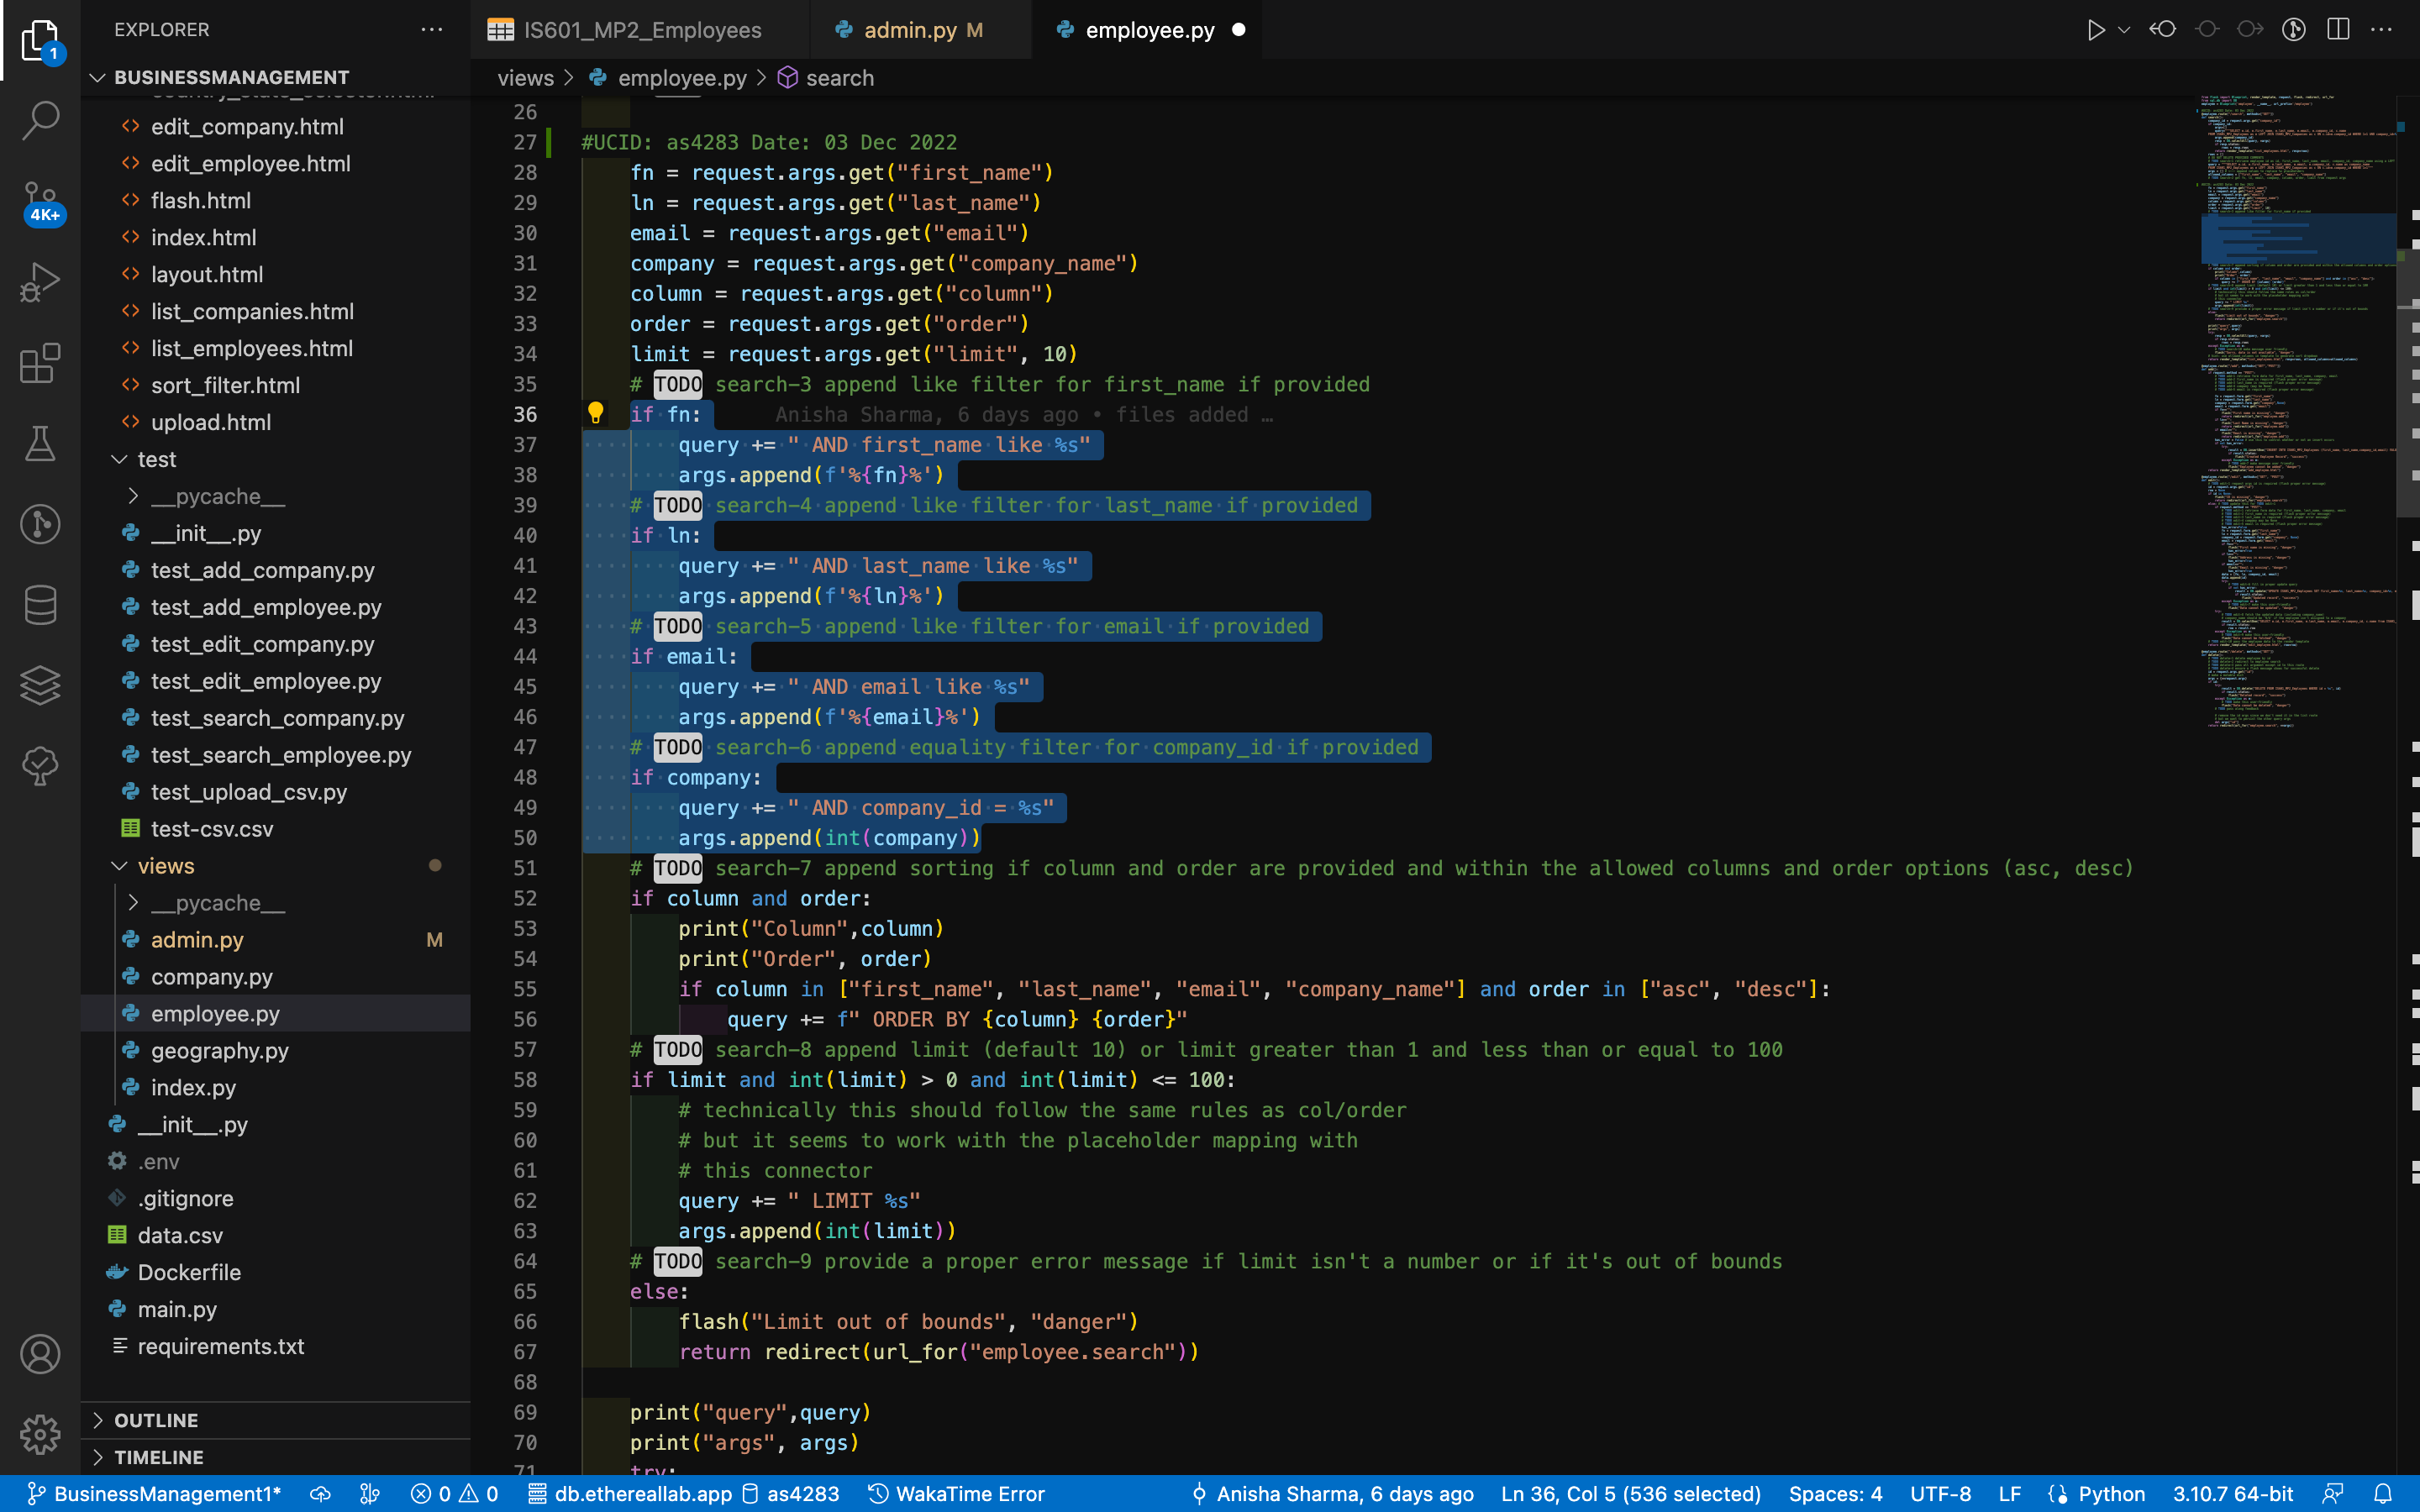 EXPLORER
IS601_MP2_Employees
admin.py M
employee.py
BUSINESSMANAGEMENT
views > employee.py > search
1
4K+
edit_company.html
edit_employee.html
flash.html
index.html
layout.html
list_companies.html
list_employees.html
sort_filter.html
upload.html
test
__pycache__
__init__.py
test_add_company.py
test_add_employee.py
test_edit_company.py
test_edit_employee.py
test_search_company.py
test_search_employee.py
test_upload_csv.py
test-csv.csv
views
__pycache__
admin.py M
company.py
employee.py
geography.py
index.py
__init__.py
.env
.gitignore
data.csv
Dockerfile
main.py
requirements.txt
OUTLINE
TIMELINE
26
27 #UCID: as4283 Date: 03 Dec 2022
28 fn = request.args.get("first_name")
29 ln = request.args.get("last_name")
30 email = request.args.get("email")
31 company = request.args.get("company_name")
32 column = request.args.get("column")
33 order = request.args.get("order")
34 limit = request.args.get("limit", 10)
35 # TODO search-3 append like filter for first_name if provided
36 if fn: Anisha Sharma, 6 days ago • files added …
37 query += " AND first_name like %s"
38 args.append(f'%{fn}%')
39 # TODO search-4 append like filter for last_name if provided
40 if ln:
41 query += " AND last_name like %s"
42 args.append(f'%{ln}%')
43 # TODO search-5 append like filter for email if provided
44 if email:
45 query += " AND email like %s"
46 args.append(f'%{email}%')
47 # TODO search-6 append equality filter for company_id if provided
48 if company:
49 query += " AND company_id = %s"
50 args.append(int(company))
51 # TODO search-7 append sorting if column and order are provided and within the allowed columns and order options (asc, desc)
52 if column and order:
53 print("Column",column)
54 print("Order", order)
55 if column in ["first_name", "last_name", "email", "company_name"] and order in ["asc", "desc"]:
56 query += f" ORDER BY {column} {order}"
57 # TODO search-8 append limit (default 10) or limit greater than 1 and less than or equal to 100
58 if limit and int(limit) > 0 and int(limit) <= 100:
59 # technically this should follow the same rules as col/order
60 # but it seems to work with the placeholder mapping with
61 # this connector
62 query += " LIMIT %s"
63 args.append(int(limit))
64 # TODO search-9 provide a proper error message if limit isn't a number or if it's out of bounds
65 else:
66 flash("Limit out of bounds", "danger")
67 return redirect(url_for("employee.search"))
68
69 print("query",query)
70 print("args", args)
71 try:
BusinessManagement1* 0 0 db.ethereallab.app as4283 WakaTime Error Anisha Sharma, 6 days ago Ln 36, Col 5 (536 selected) Spaces: 4 UTF-8 LF Python 3.10.7 64-bit